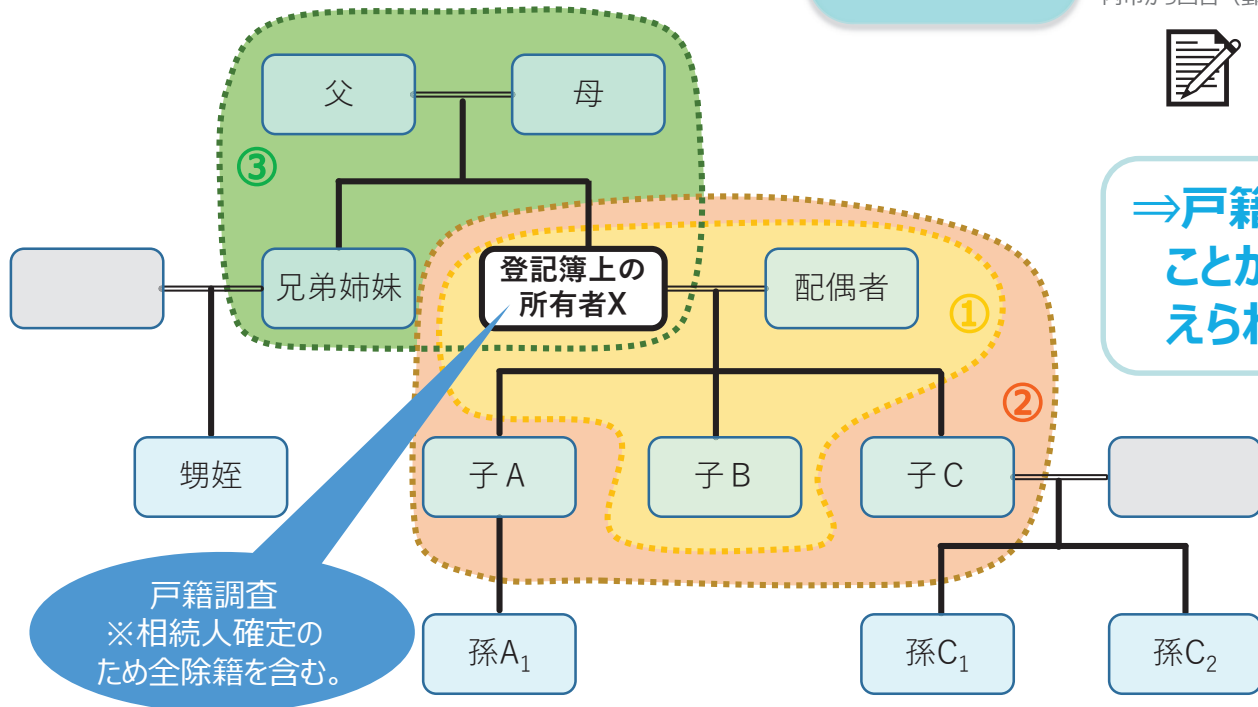 父
母
③
⇒戸籍
ことが
えられ
兄弟姉妹
登記簿上の
所有者X
配偶者
①
②
甥姪
子A
子B
子C
戸籍調査
※相続人確定の
ため全除籍を含む。
孫A₁
孫C₁
孫C₂